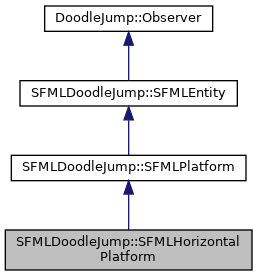 DoodleJump::Observer
SFMLDoodleJump::SFMLEntity
SFMLDoodleJump::SFMLPlatform
SFMLDoodleJump::SFMLHorizontal
Platform